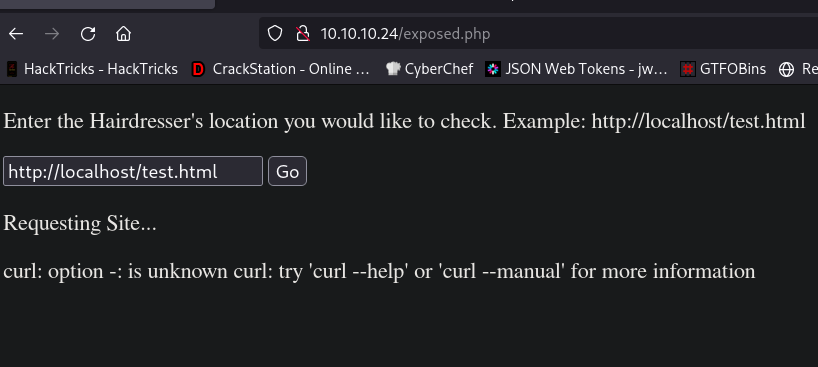 10.10.10.24/exposed.php
HackTricks - HackTricks CrackStation - Online ... CyberChef JSON Web Tokens - jw... GTFOBins Re
Enter the Hairdresser's location you would like to check. Example: http://localhost/test.html
http://localhost/test.html Go
Requesting Site...
curl: option -: is unknown curl: try 'curl --help' or 'curl --manual' for more information